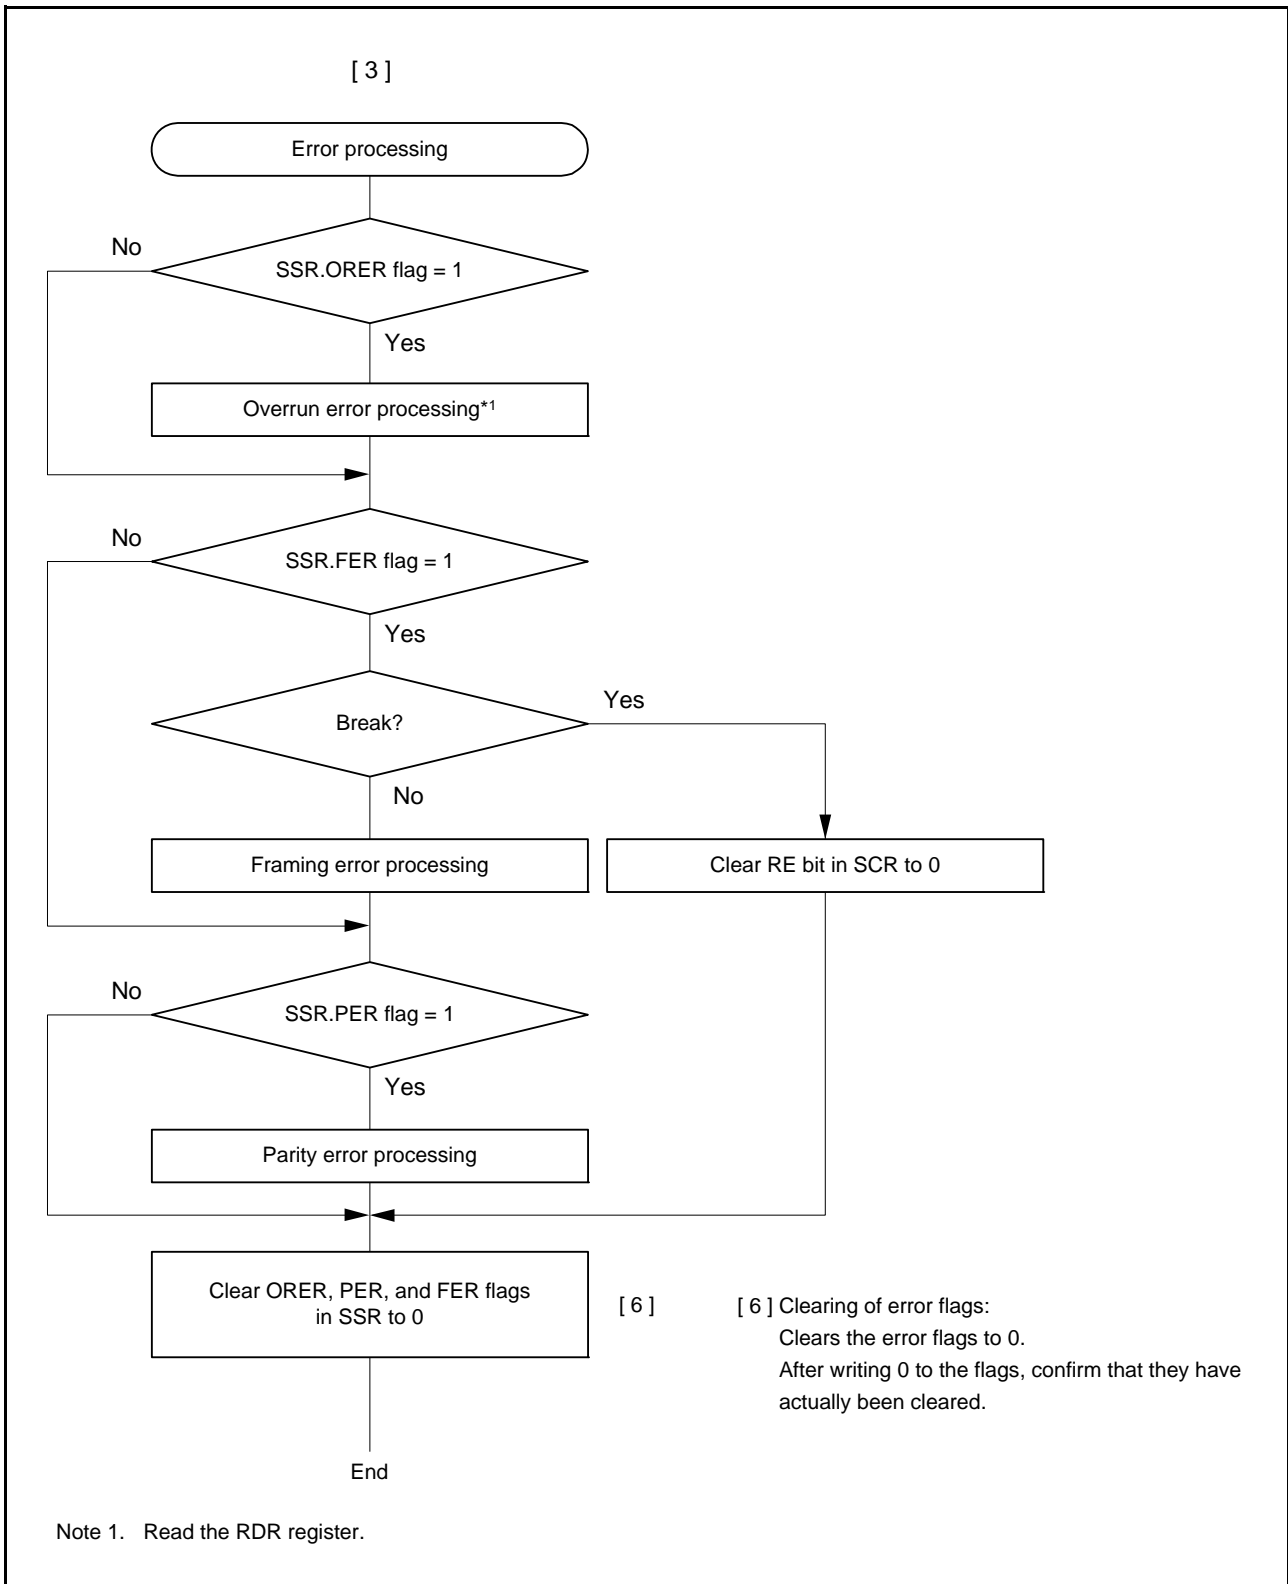 [ 3 ]
Error processing
No
SSR.ORER flag = 1
Yes
Overrun error processing*1
No
SSR.FER flag = 1
Yes
Break?
Yes
No
Framing error processing
Clear RE bit in SCR to 0
No
SSR.PER flag = 1
Yes
Parity error processing
Clear ORER, PER, and FER flags
in SSR to 0
[ 6 ]
[ 6 ] Clearing of error flags:
Clears the error flags to 0.
After writing 0 to the flags, confirm that they have
actually been cleared.
End
Note 1. Read the RDR register.